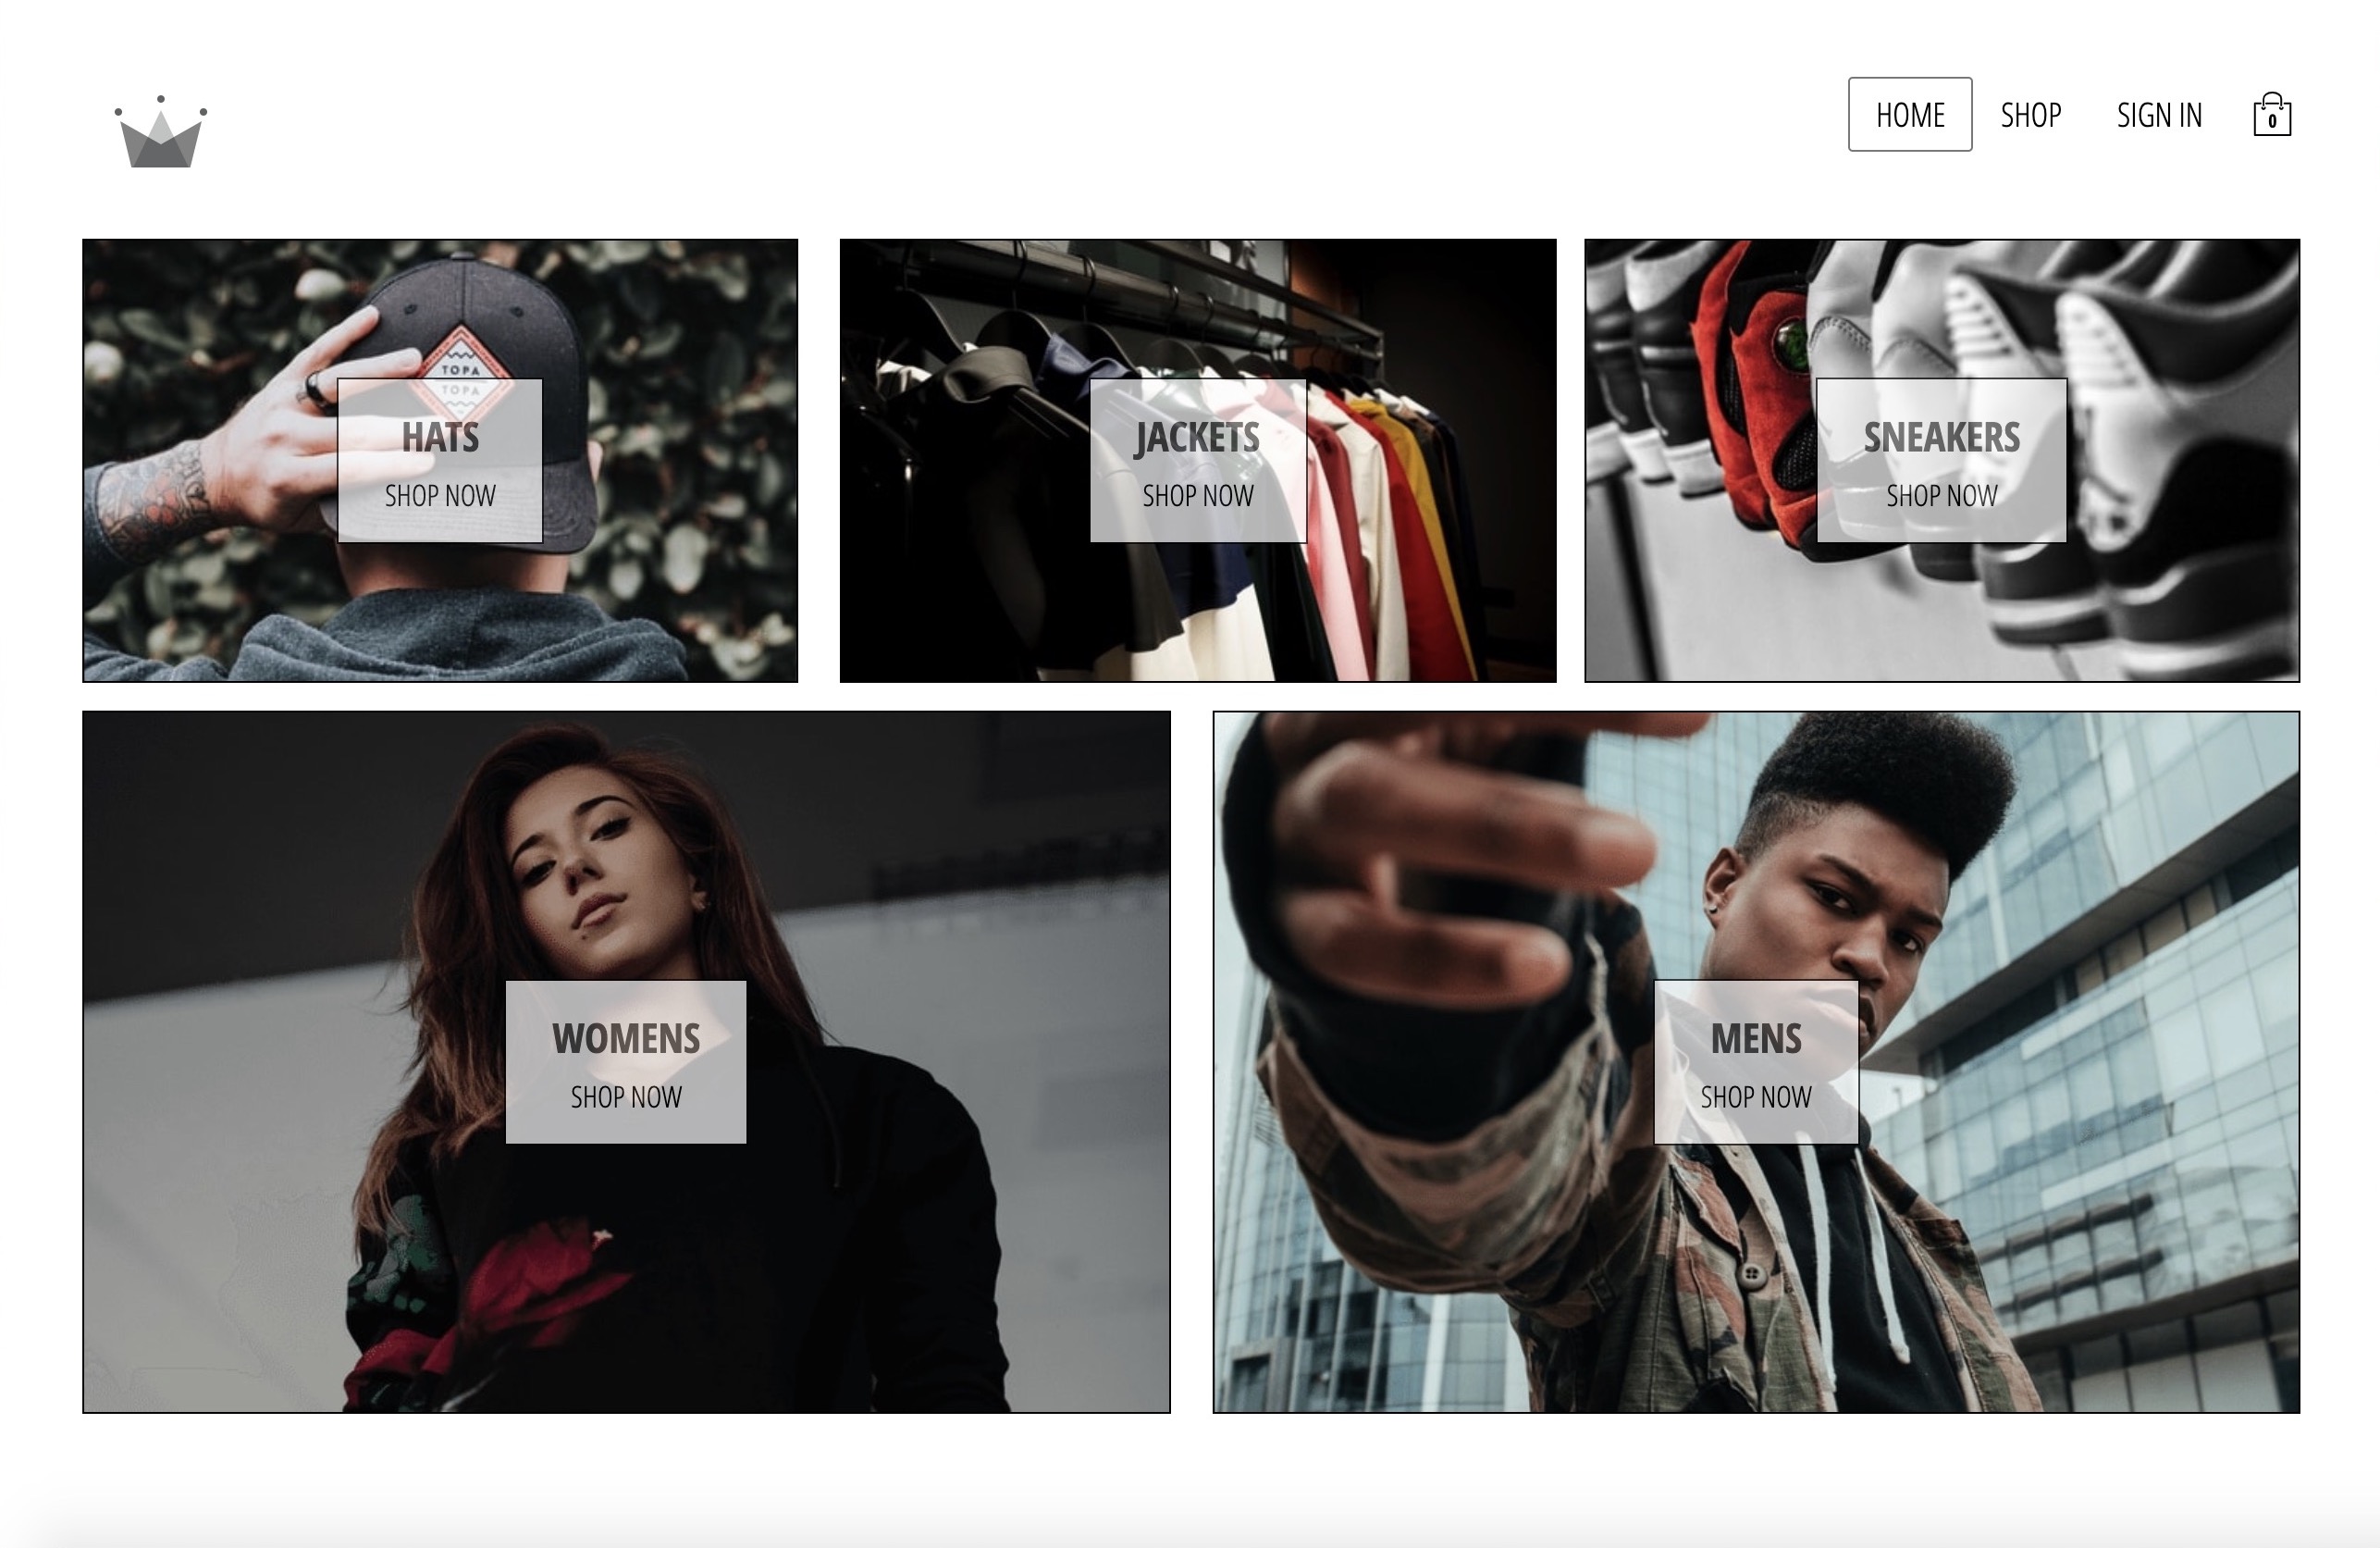 HOME SHOP SIGN IN 0
TOPA
TOPA
HATS
SHOP NOW
JACKETS
SHOP NOW
SNEAKERS
SHOP NOW
WOMENS
SHOP NOW
MENS
SHOP NOW